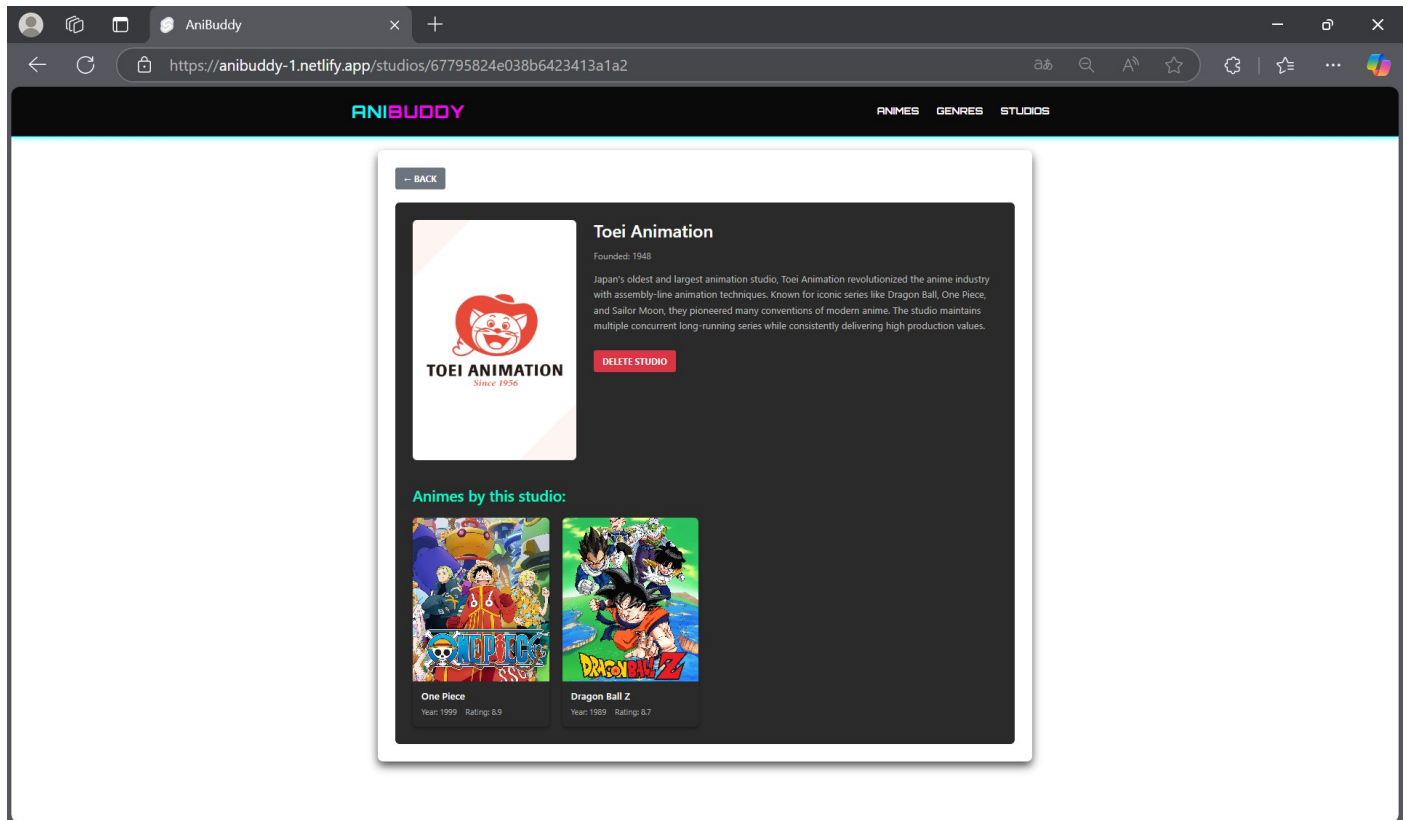 AniBuddy
https://anibuddy-1.netlify.app/studios/67795824e038b6423413a1a2
ANIBUDDY
ANIMES GENRES STUDIOS
← BACK
TOEI ANIMATION
Since 1956
Toei Animation
Founded: 1948
Japan's oldest and largest animation studio, Toei Animation revolutionized the anime industry
with assembly-line animation techniques. Known for iconic series like Dragon Ball, One Piece,
and Sailor Moon, they pioneered many conventions of modern anime. The studio maintains
multiple concurrent long-running series while consistently delivering high production values.
DELETE STUDIO
Animes by this studio:
ONE PIECE
DRAGON BALL Z
One Piece
Year: 1999 Rating: 8.9
Dragon Ball Z
Year: 1989 Rating: 8.7